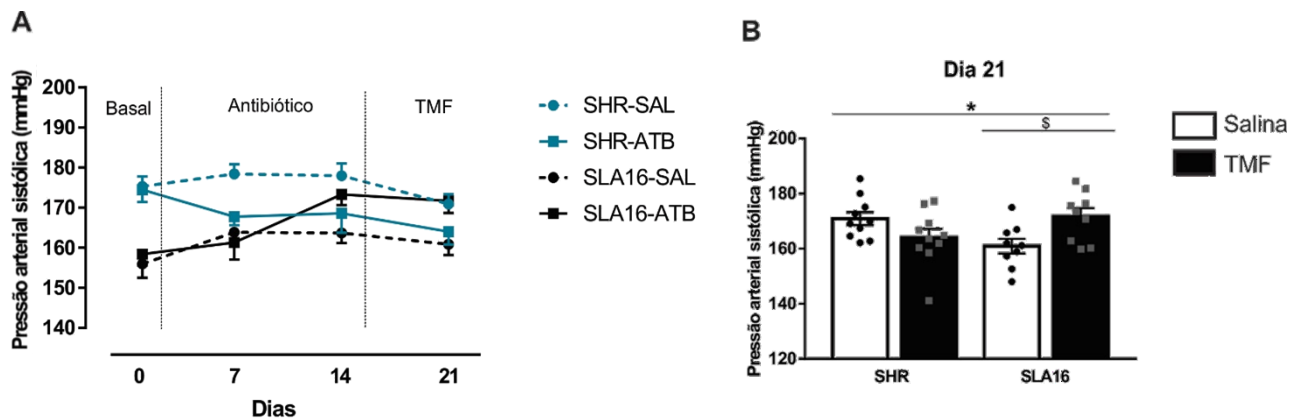 A
Pressão arterial sistólica (mmHg)
200
190
180
170
160
150
140
Basal
Antibiótico
TMF
0 7 14 21
Dias
SHR-SAL
SHR-ATB
SLA16-SAL
SLA16-ATB
B
Dia 21
*
$
Pressão arterial sistólica (mmHg)
200
180
160
140
120
SHR SLA16
Salina
TMF